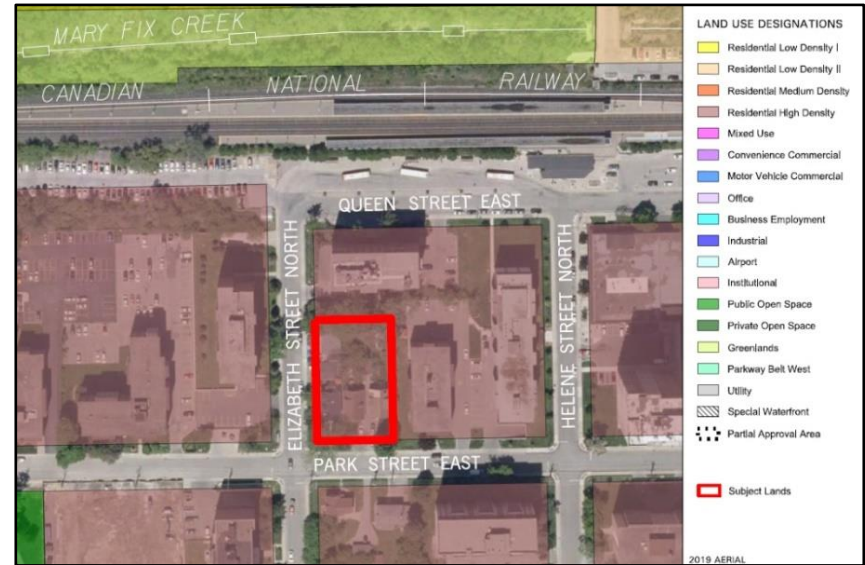 MARY FIX CREEK
CANADIAN NATIONAL RAILWAY
QUEEN STREET EAST
ELIZABETH STREET NORTH
HELENE STREET NORTH
PARK STREET EAST
LAND USE DESIGNATIONS
Residential Low Density I
Residential Low Density II
Residential Medium Density
Residential High Density
Mixed Use
Convenience Commercial
Motor Vehicle Commercial
Office
Business Employment
Industrial
Airport
Institutional
Public Open Space
Private Open Space
Greenlands
Parkway Belt West
Utility
Special Waterfront
Partial Approval Area
Subject Lands
2019 AERIAL